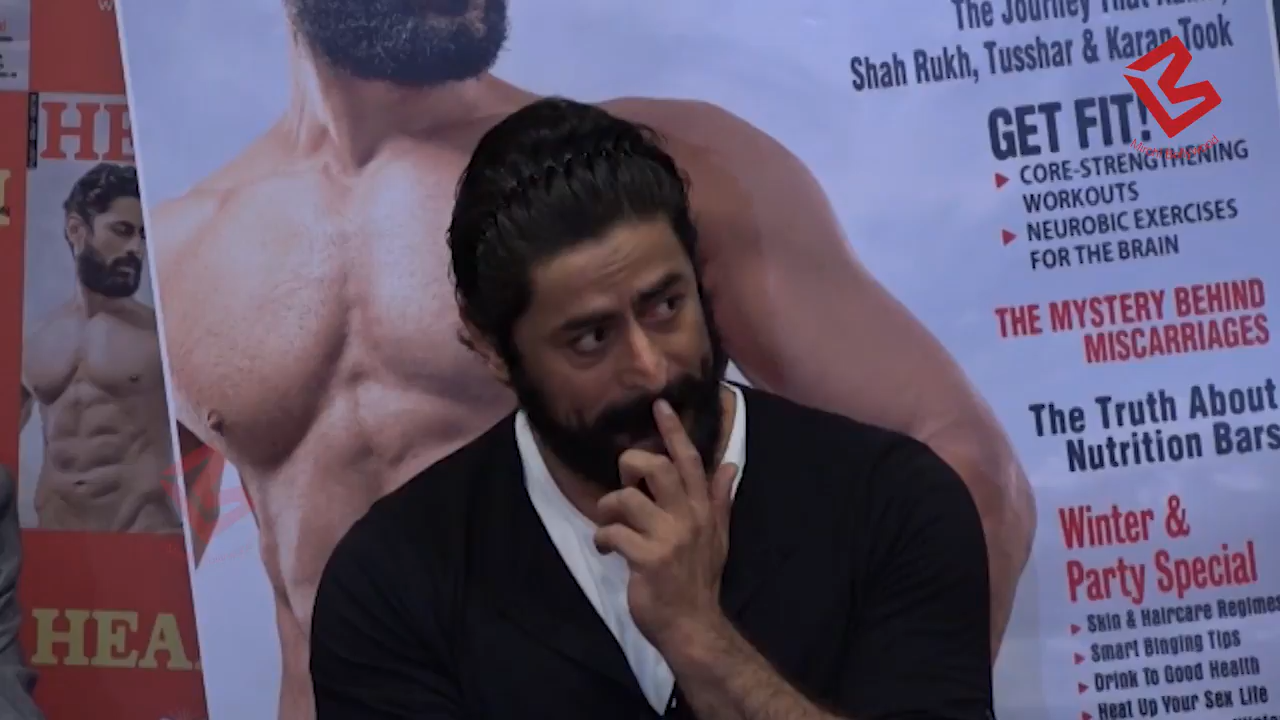 The Journey That
Shah Rukh, Tusshar & Karan Took
GET FIT!
CORE-STRENGTHENING
WORKOUTS
NEUROBIC EXERCISES
FOR THE BRAIN
THE MYSTERY BEHIND
MISCARRIAGES
The Truth About
Nutrition Bars
Winter &
Party Special
Skin & Haircare Regimes
Smart Binging Tips
Drink To Good Health
Heat Up Your Sex Life
HE
HEA